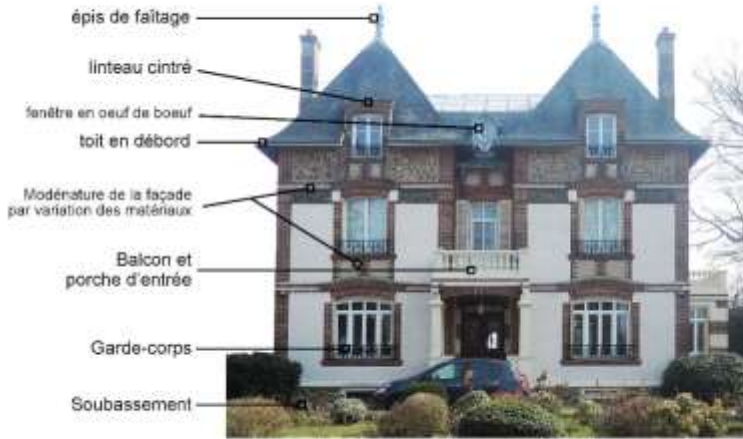 épis de faîtage
linteau cintré
fenêtre en oeuf de boeuf
toit en débord
Modénature de la façade
par variation des matériaux
Balcon et
porche d'entrée
Garde-corps
Soubassement